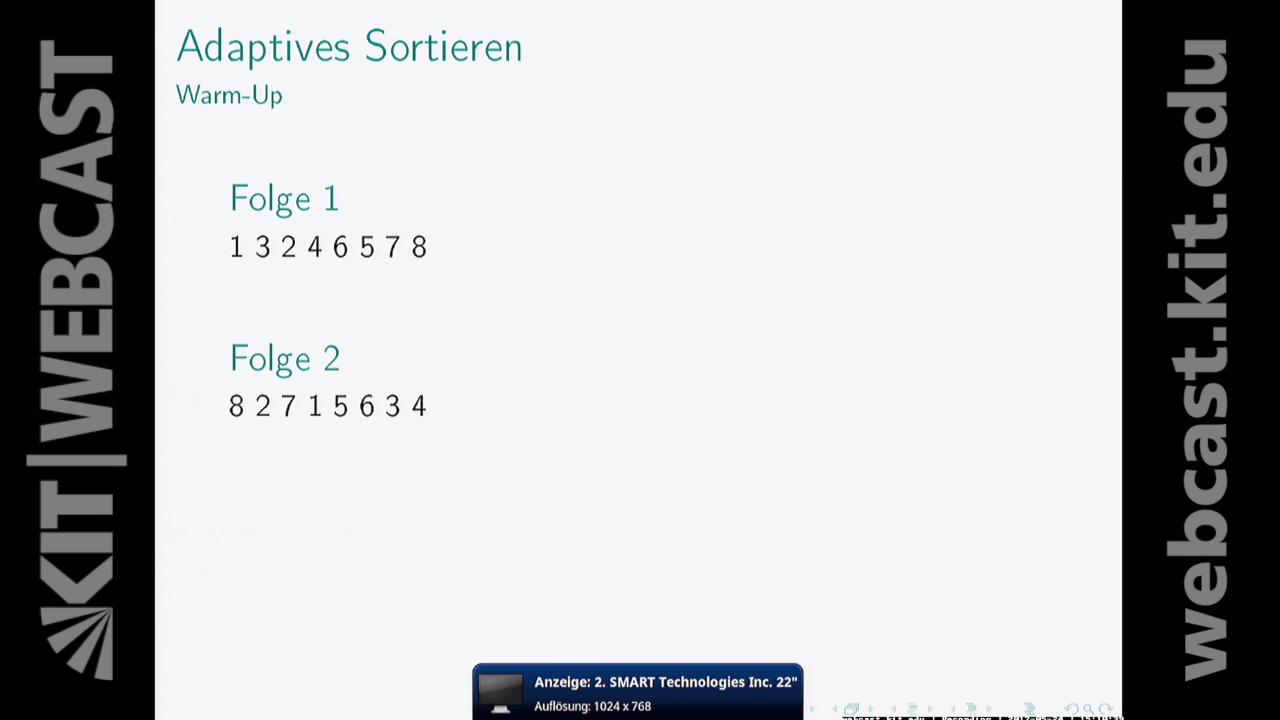 Adaptives Sortieren
Warm-Up
Folge 1
1 3 2 4 6 5 7 8
Folge 2
8 2 7 1 5 6 3 4
Anzeige: 2. SMART Technologies Inc. 22"
Auflösung: 1024 x 768
KIT|WEBCAST
webcast.kit.edu